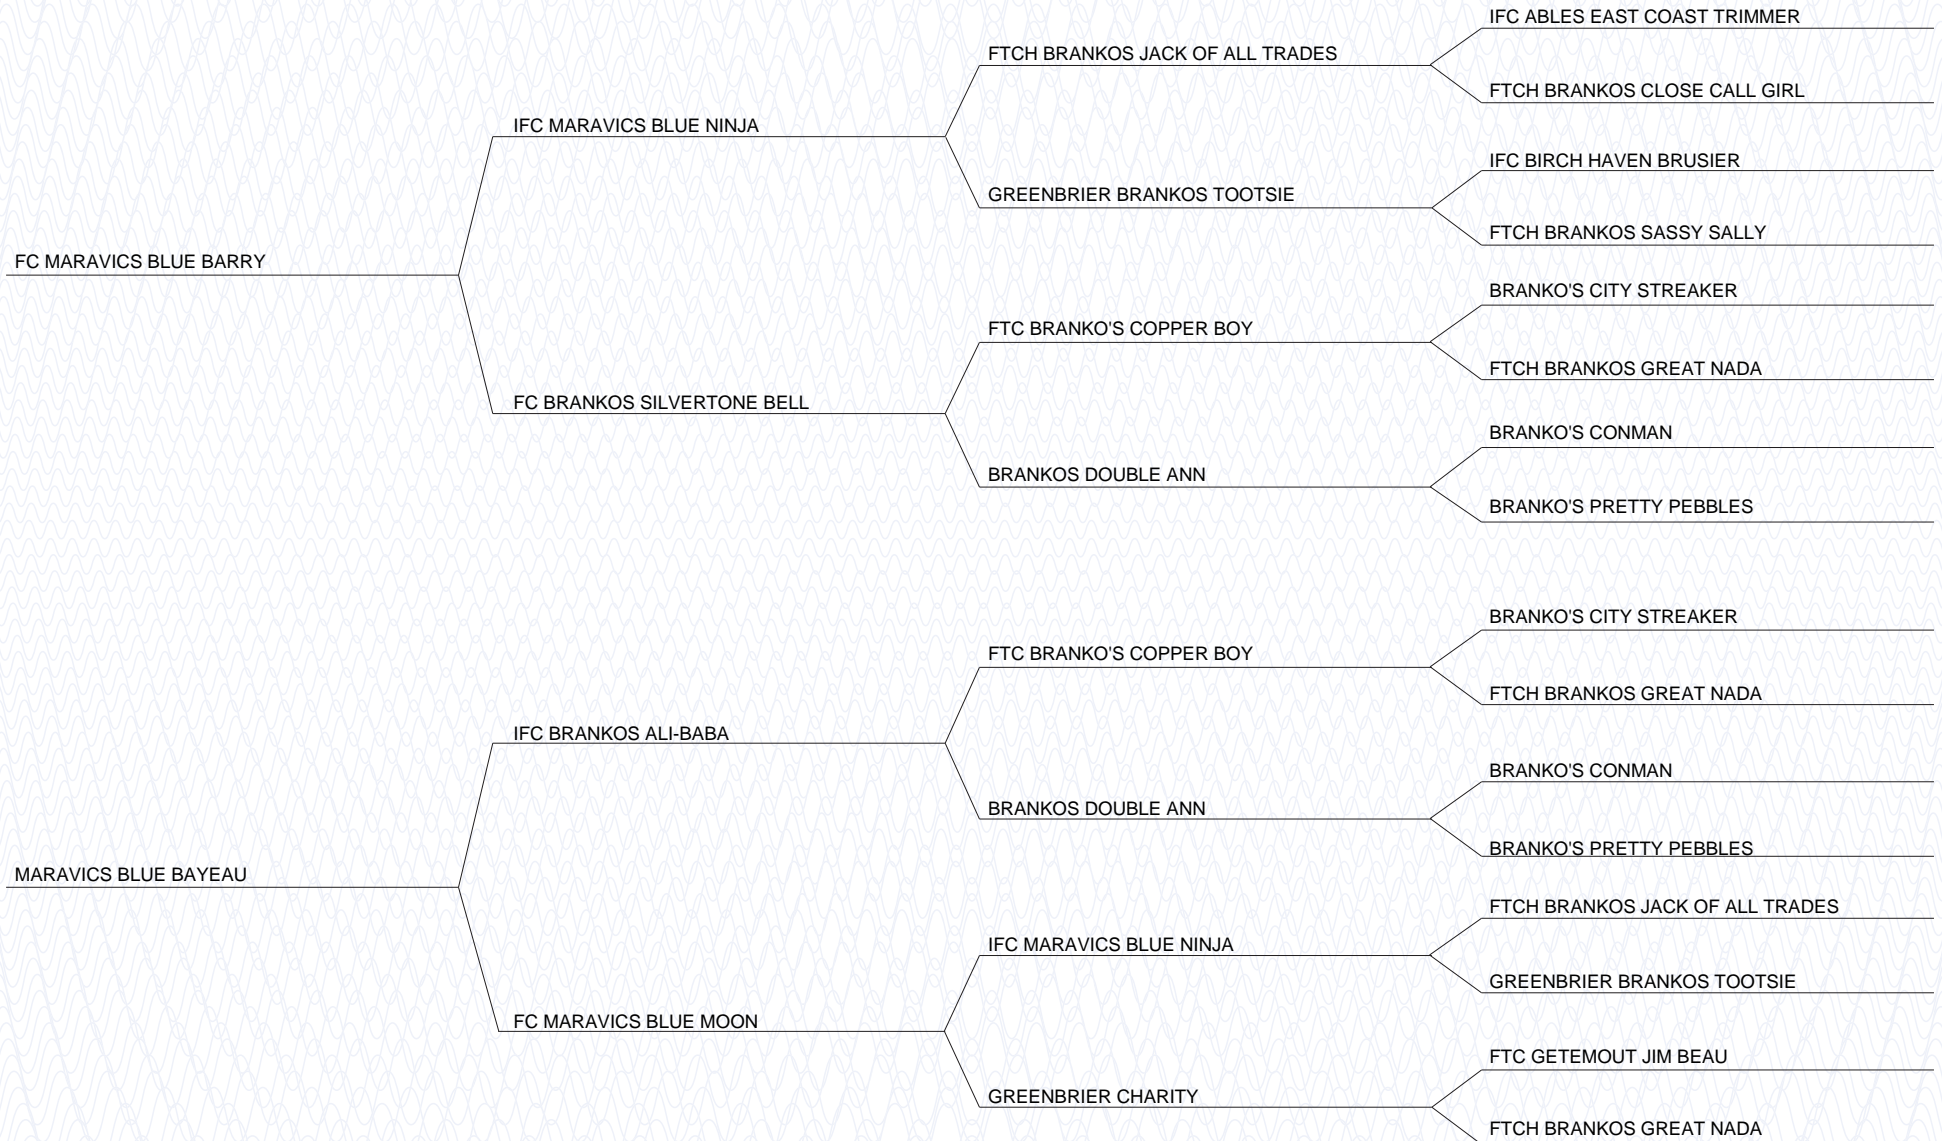 IFC ABLES EAST COAST TRIMMER
FTCH BRANKOS JACK OF ALL TRADES
FTCH BRANKOS CLOSE CALL GIRL
IFC MARAVICS BLUE NINJA
IFC BIRCH HAVEN BRUSIER
GREENBRIER BRANKOS TOOTSIE
FTCH BRANKOS SASSY SALLY
FC MARAVICS BLUE BARRY
BRANKO'S CITY STREAKER
FTC BRANKO'S COPPER BOY
FTCH BRANKOS GREAT NADA
FC BRANKOS SILVERTONE BELL
BRANKO'S CONMAN
BRANKOS DOUBLE ANN
BRANKO'S PRETTY PEBBLES
BRANKO'S CITY STREAKER
FTC BRANKO'S COPPER BOY
FTCH BRANKOS GREAT NADA
IFC BRANKOS ALI-BABA
BRANKO'S CONMAN
BRANKOS DOUBLE ANN
BRANKO'S PRETTY PEBBLES
MARAVICS BLUE BAYEAU
FTCH BRANKOS JACK OF ALL TRADES
IFC MARAVICS BLUE NINJA
GREENBRIER BRANKOS TOOTSIE
FC MARAVICS BLUE MOON
FTC GETEMOUT JIM BEAU
GREENBRIER CHARITY
FTCH BRANKOS GREAT NADA